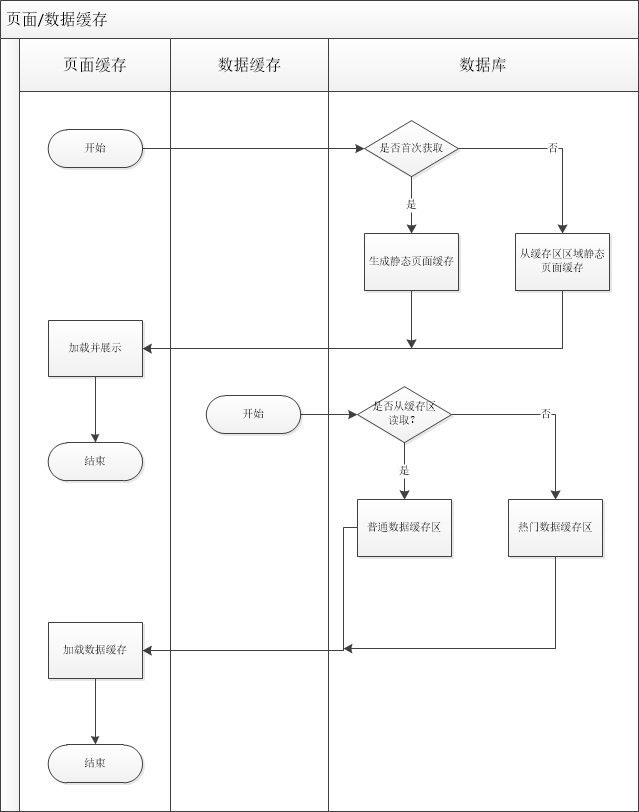 页面/数据缓存
页面缓存
数据缓存
数据库
开始
是否首次获取
否
是
生成静态页面缓存
从缓存区区域静态
页面缓存
加载并展示
开始
是否从缓存区
读取?
否
结束
是
普通数据缓存区
热门数据缓存区
加载数据缓存
结束